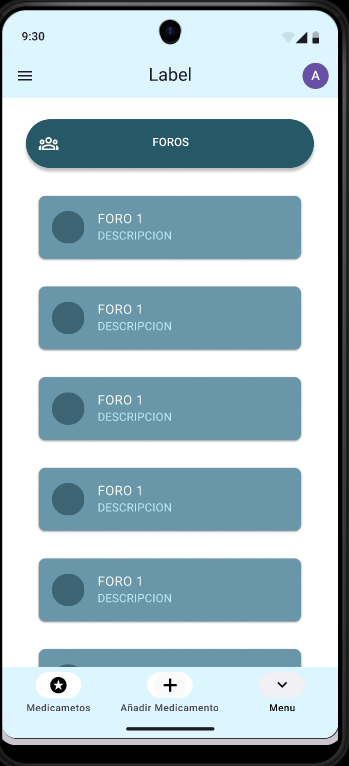 9:30
Label
A
FOROS
FORO 1
DESCRIPCION
FORO 1
DESCRIPCION
FORO 1
DESCRIPCION
FORO 1
DESCRIPCION
FORO 1
DESCRIPCION
Medicametos
Añadir Medicamento
Menu